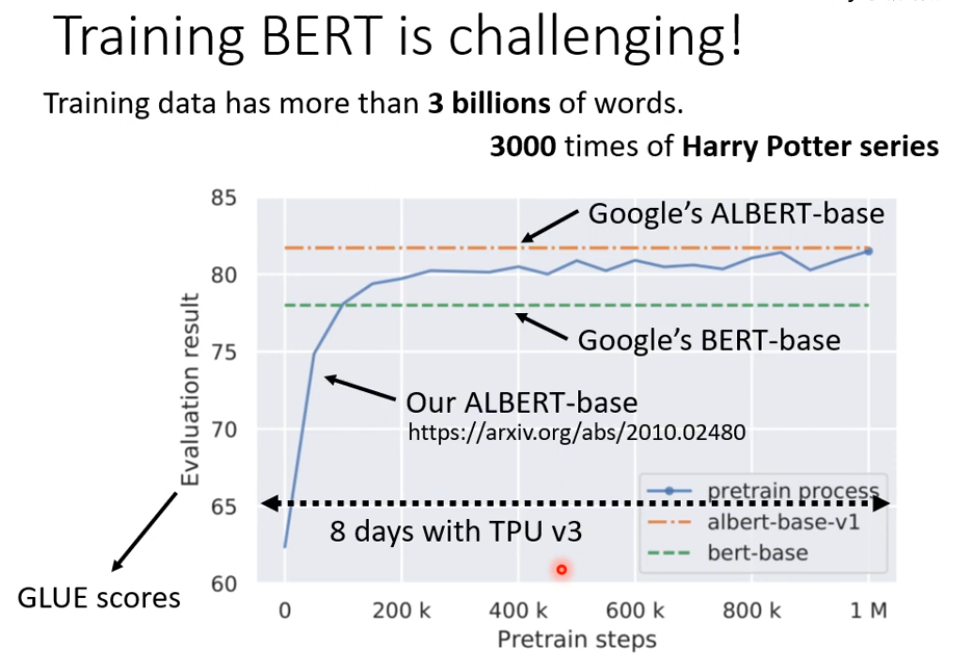 Training BERT is challenging!
Training data has more than 3 billions of words.
3000 times of Harry Potter series
85
80
75
70
65
60
Evaluation result
Google's ALBERT-base
Google's BERT-base
Our ALBERT-base
https://arxiv.org/abs/2010.02480
pretrain process
albert-base-v1
bert-base
8 days with TPU v3
GLUE scores
0 200 k 400 k 600 k 800 k 1 M
Pretrain steps